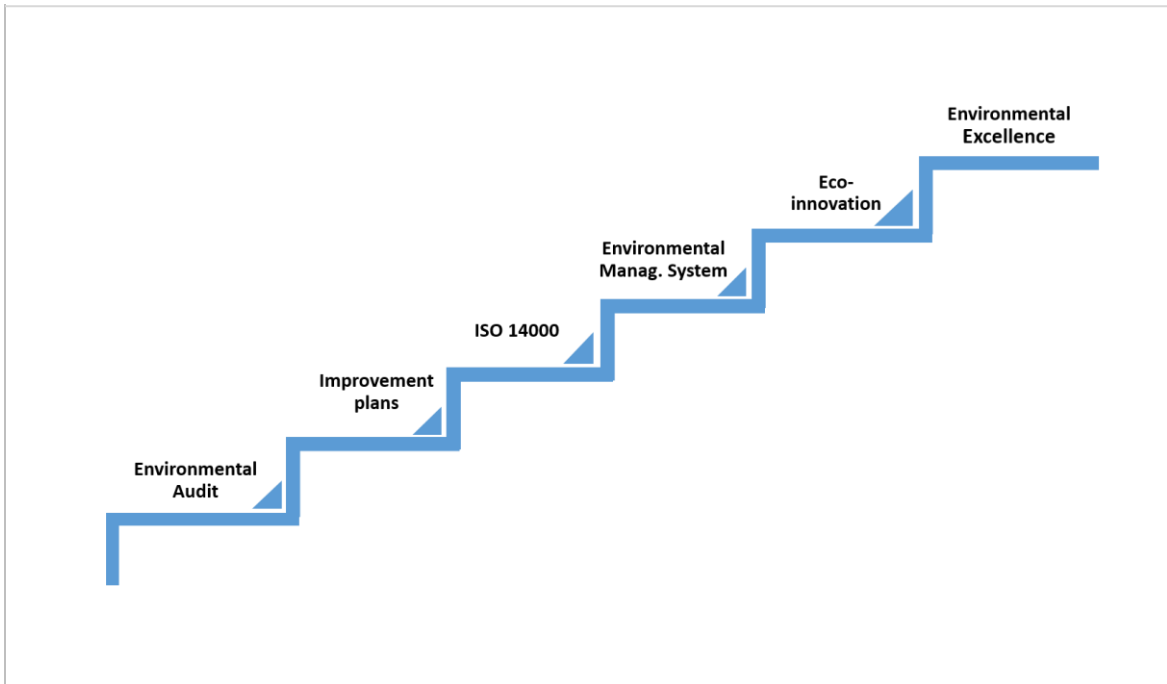 Environmental
Excellence
Eco-
innovation
Environmental
Manag. System
ISO 14000
Improvement
plans
Environmental
Audit